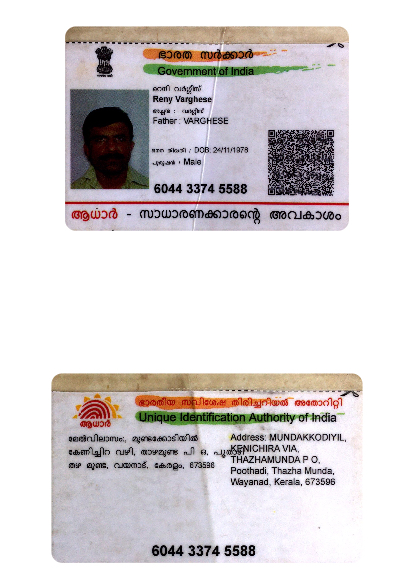 ഭാരത സർക്കാർ
Government of India
റെനി വർഗ്ഗീസ്
Reny Varghese
അച്ഛൻ : വർഗ്ഗീസ്
Father : VARGHESE
ജനന തിയതി : DOB: 24/11/1978
പുരുഷൻ : Male
6044 3374 5588
ആധാർ - സാധാരണക്കാരന്റെ അവകാശം
ഭാരതീയ സവിശേഷ തിരിച്ചറിയൽ അതോറിറ്റി
Unique Identification Authority of India
ആധാർ
മേൽവിലാസം, മുണ്ടക്കോടിയിൽ
കേണിച്ചിറ വഴി, താഴമുണ്ട പി ഒ, പൂതാടി
തഴ മുണ്ട, വയനാട്, കേരളം, 673596
Address: MUNDAKKODIYIL,
KENICHIRA VIA,
THAZHAMUNDA P O,
Poothadi, Thazha Munda,
Wayanad, Kerala, 673596
6044 3374 5588